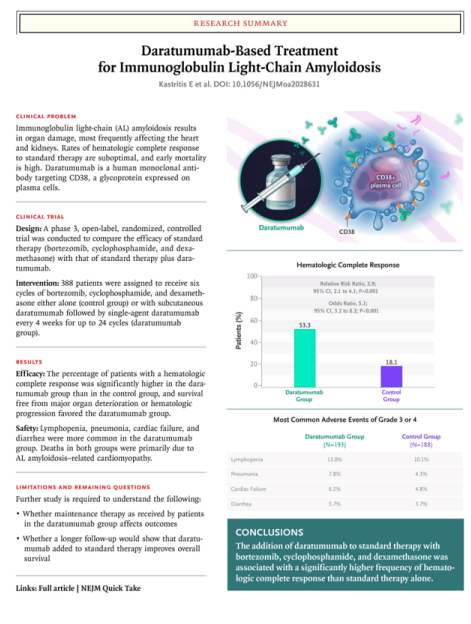 RESEARCH SUMMARY
Daratumumab-Based Treatment
for Immunoglobulin Light-Chain Amyloidosis
Kastritis E et al. DOI: 10.1056/NEJMoa2028631
CLINICAL PROBLEM
Immunoglobulin light-chain (AL) amyloidosis results
in organ damage, most frequently affecting the heart
and kidneys. Rates of hematologic complete response
to standard therapy are suboptimal, and early mortality
is high. Daratumumab is a human monoclonal anti-
body targeting CD38, a glycoprotein expressed on
plasma cells.
CLINICAL TRIAL
Design: A phase 3, open-label, randomized, controlled
trial was conducted to compare the efficacy of standard
therapy (bortezomib, cyclophosphamide, and dexa-
methasone) with that of standard therapy plus dara-
tumumab.
Intervention: 388 patients were assigned to receive six
cycles of bortezomib, cyclophosphamide, and dexameth-
asone either alone (control group) or with subcutaneous
daratumumab followed by single-agent daratumumab
every 4 weeks for up to 24 cycles (daratumumab
group).
RESULTS
Efficacy: The percentage of patients with a hematologic
complete response was significantly higher in the dara-
tumumab group than in the control group, and survival
free from major organ deterioration or hematologic
progression favored the daratumumab group.
Safety: Lymphopenia, pneumonia, cardiac failure, and
diarrhea were more common in the daratumumab
group. Deaths in both groups were primarily due to
AL amyloidosis–related cardiomyopathy.
LIMITATIONS AND REMAINING QUESTIONS
Further study is required to understand the following:
• Whether maintenance therapy as received by patients
in the daratumumab group affects outcomes
• Whether a longer follow-up would show that daratu-
mumab added to standard therapy improves overall
survival
Links: Full article | NEJM Quick Take
CD38+
plasma cell
Daratumumab
CD38
Hematologic Complete Response
Relative Risk Ratio, 2.9;
95% CI, 2.1 to 4.1; P<0.001
Odds Ratio, 5.1;
95% CI, 3.2 to 8.2; P<0.001
Patients (%)
100
80
60
40
20
0
53.3
18.1
Daratumumab
Group
Control
Group
Most Common Adverse Events of Grade 3 or 4
Daratumumab Group
(N=193)
Control Group
(N=188)
Lymphopenia 13.0% 10.1%
Pneumonia 7.8% 4.3%
Cardiac Failure 6.2% 4.8%
Diarrhea 5.7% 3.7%
CONCLUSIONS
The addition of daratumumab to standard therapy with
bortezomib, cyclophosphamide, and dexamethasone was
associated with a significantly higher frequency of hemato-
logic complete response than standard therapy alone.